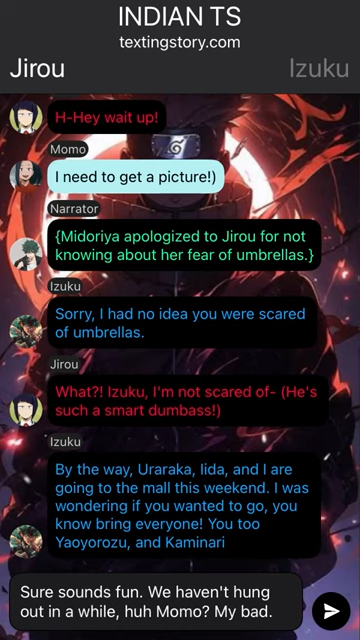 INDIAN TS
textingstory.com
Jirou
Izuku
H-Hey wait up!
Momo
I need to get a picture!)
Narrator
{Midoriya apologized to Jirou for not
knowing about her fear of umbrellas.}
Izuku
Sorry, I had no idea you were scared
of umbrellas.
Jirou
What?! Izuku, I'm not scared of- (He's
such a smart dumbass!)
Izuku
By the way, Uraraka, Iida, and I are
going to the mall this weekend. I was
wondering if you wanted to go, you
know bring everyone! You too
Yaoyorozu, and Kaminari
Sure sounds fun. We haven't hung
out in a while, huh Momo? My bad.